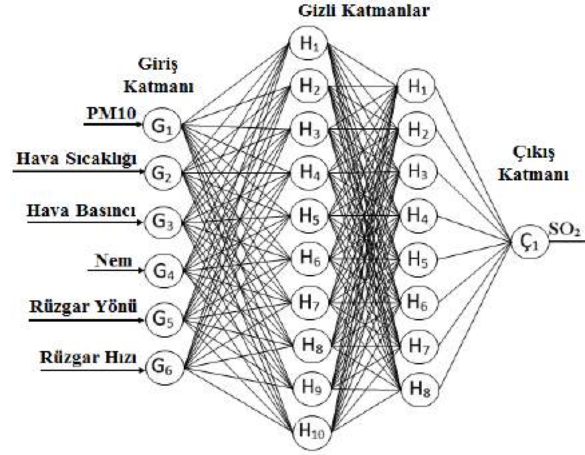 Gizli Katmanlar
Giriş
Katmanı
PM10
Hava Sıcaklığı
Hava Basıncı
Nem
Rüzgar Yönü
Rüzgar Hızı
G1
G2
G3
G4
G5
G6
H1
H2
H3
H4
H5
H6
H7
H8
H9
H10
H1
H2
H3
H4
H5
H6
H7
H8
Çıkış
Katmanı
Ç1
SO2